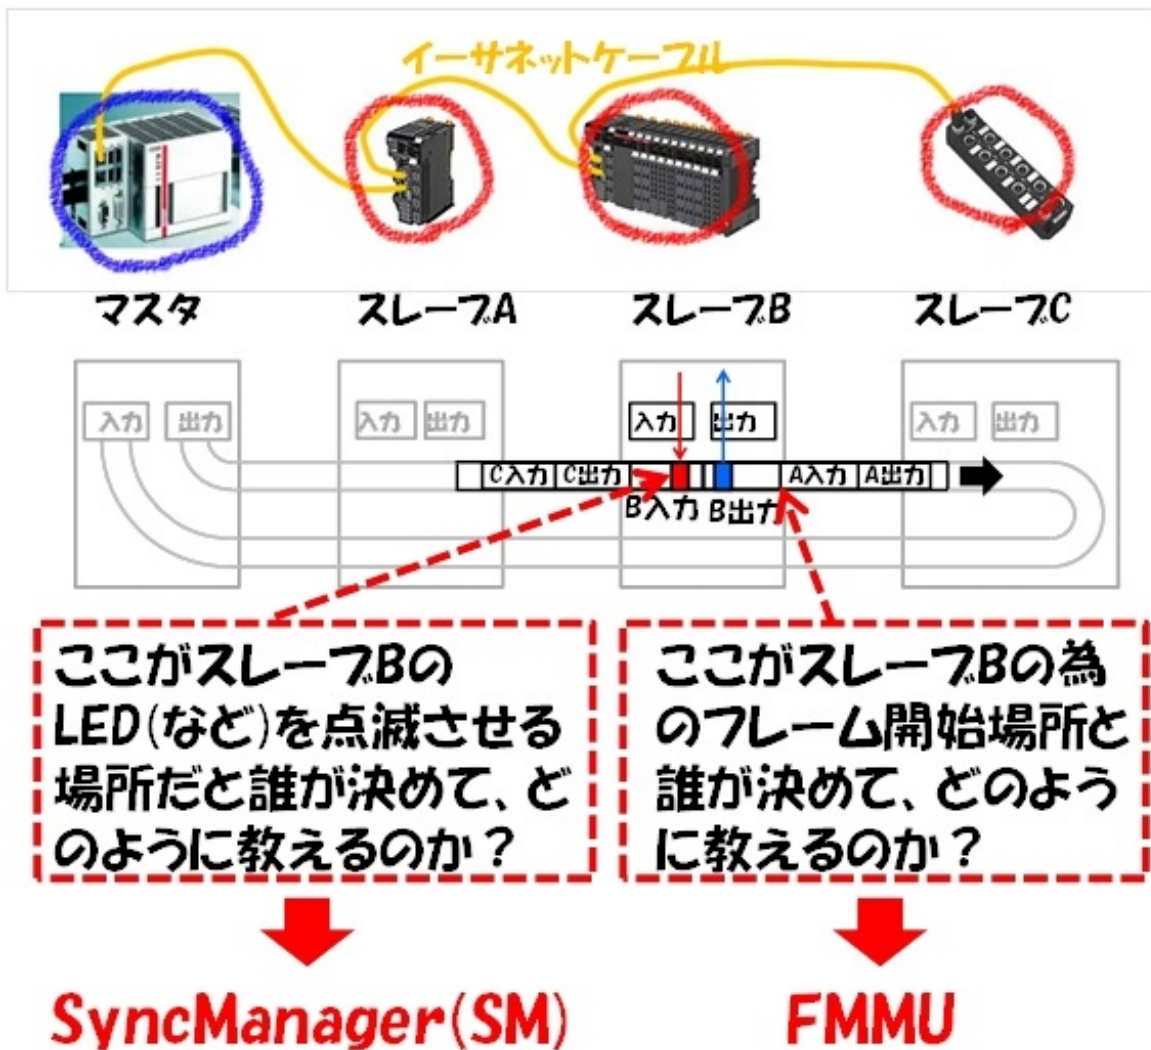 イーサネットケーブル
マスタ
スレーブA
スレーブB
スレーブC
入力
出力
入力
出力
入力
出力
入力
出力
C入力
C出力
A入力
A出力
B入力
B出力
ここがスレーブBの
LED(など)を点滅させる
場所だと誰が決めて、ど
のように教えるのか？
ここがスレーブBの為
のフレーム開始場所と
誰が決めて、どのよう
に教えるのか？
SyncManager(SM)
FMMU